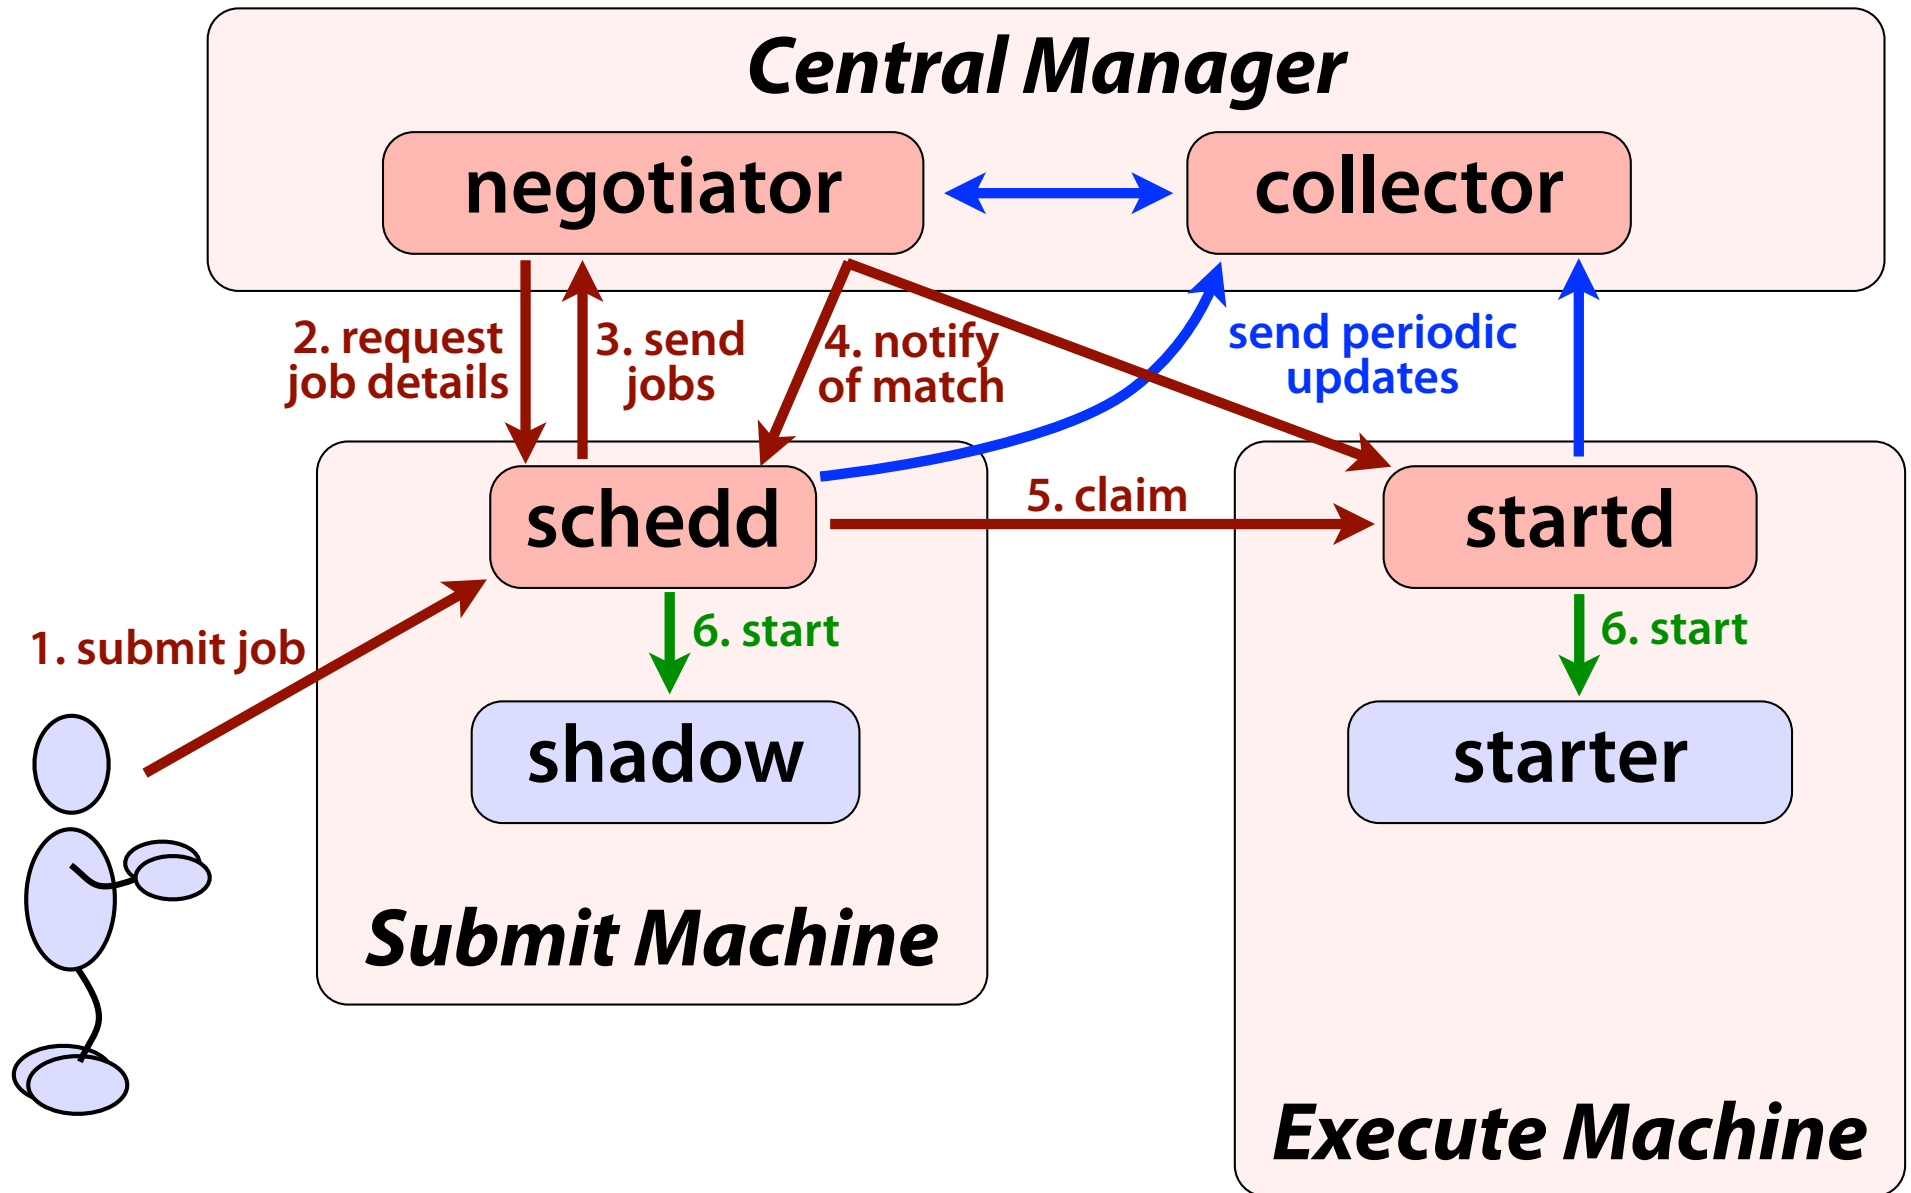 Central Manager
negotiator
collector
2. request
job details
3. send
jobs
4. notify
of match
send periodic
updates
schedd
5. claim
startd
1. submit job
6. start
6. start
shadow
starter
Submit Machine
Execute Machine